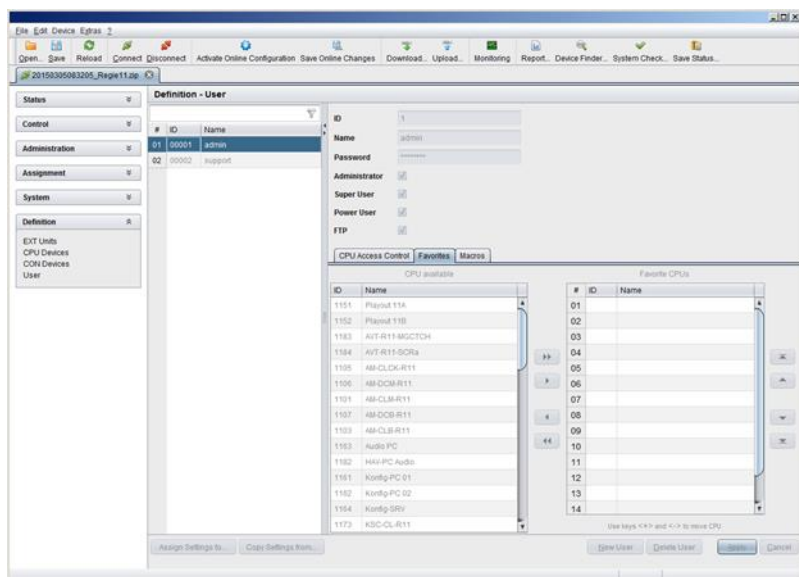 File Edit Device Extras ?
Open... Save Reload Connect Disconnect Activate Online Configuration Save Online Changes Download... Upload... Monitoring Report... Device Finder... System Check... Save Status...
20150305083205_Regie11.zip
Status
Control
Administration
Assignment
System
Definition
EXT Units
CPU Devices
CON Devices
User
Definition - User
# ID Name
01 00001 admin
02 00002 support
ID 1
Name admin
Password ********
Administrator
Super User
Power User
FTP
CPU Access Control Favorites Macros
CPU available
ID Name
1151 Playout 11A
1152 Playout 11B
1183 AVT-R11-MGCTCH
1184 AVT-R11-SCRa
1105 AM-CLCK-R11
1106 AM-DCM-R11
1101 AM-CLM-R11
1107 AM-DCB-R11
1103 AM-CLB-R11
1163 Audio PC
1182 HAV-PC Audio
1161 Konfig-PC 01
1162 Konfig-PC 02
1164 Konfig-SRV
1173 KSC-CL-R11
Favorite CPUs
# ID Name
01
02
03
04
05
06
07
08
09
10
11
12
13
14
Use keys <+> and <-> to move CPU
Assign Settings to... Copy Settings from...
New User Delete User Apply Cancel